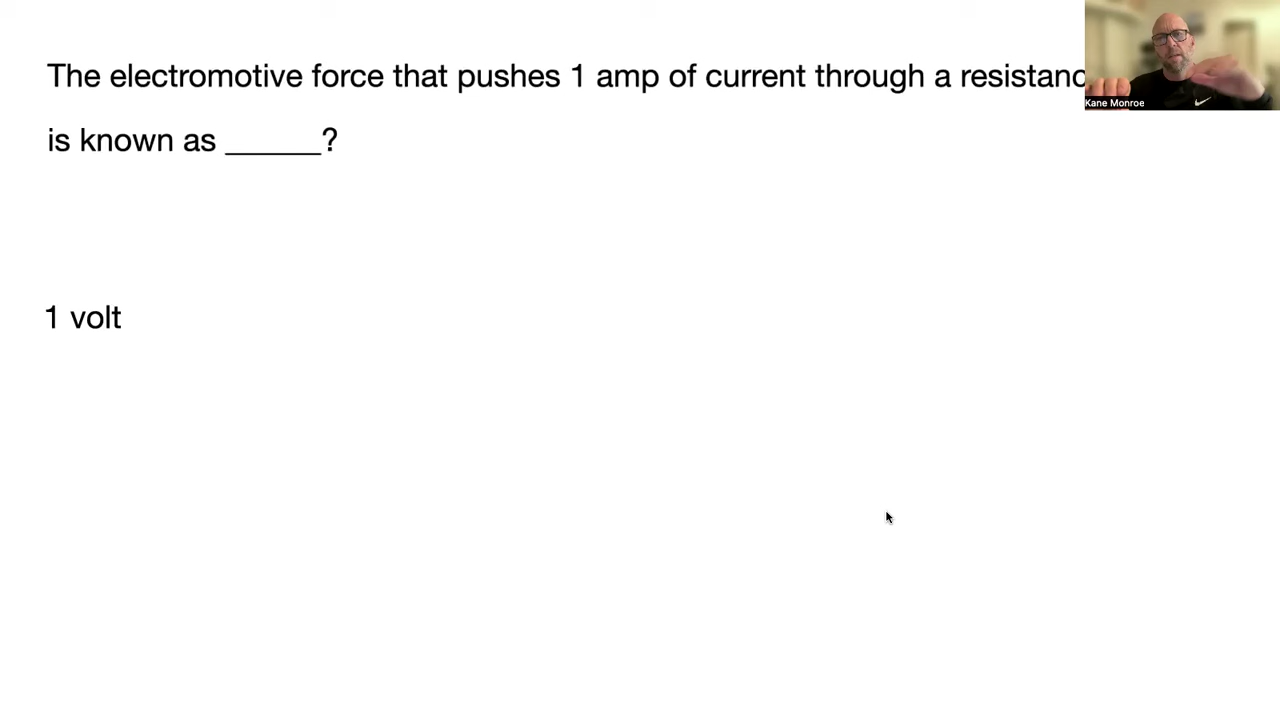 The electromotive force that pushes 1 amp of current through a resistanc
Kane Monroe
is known as ______?
1 volt